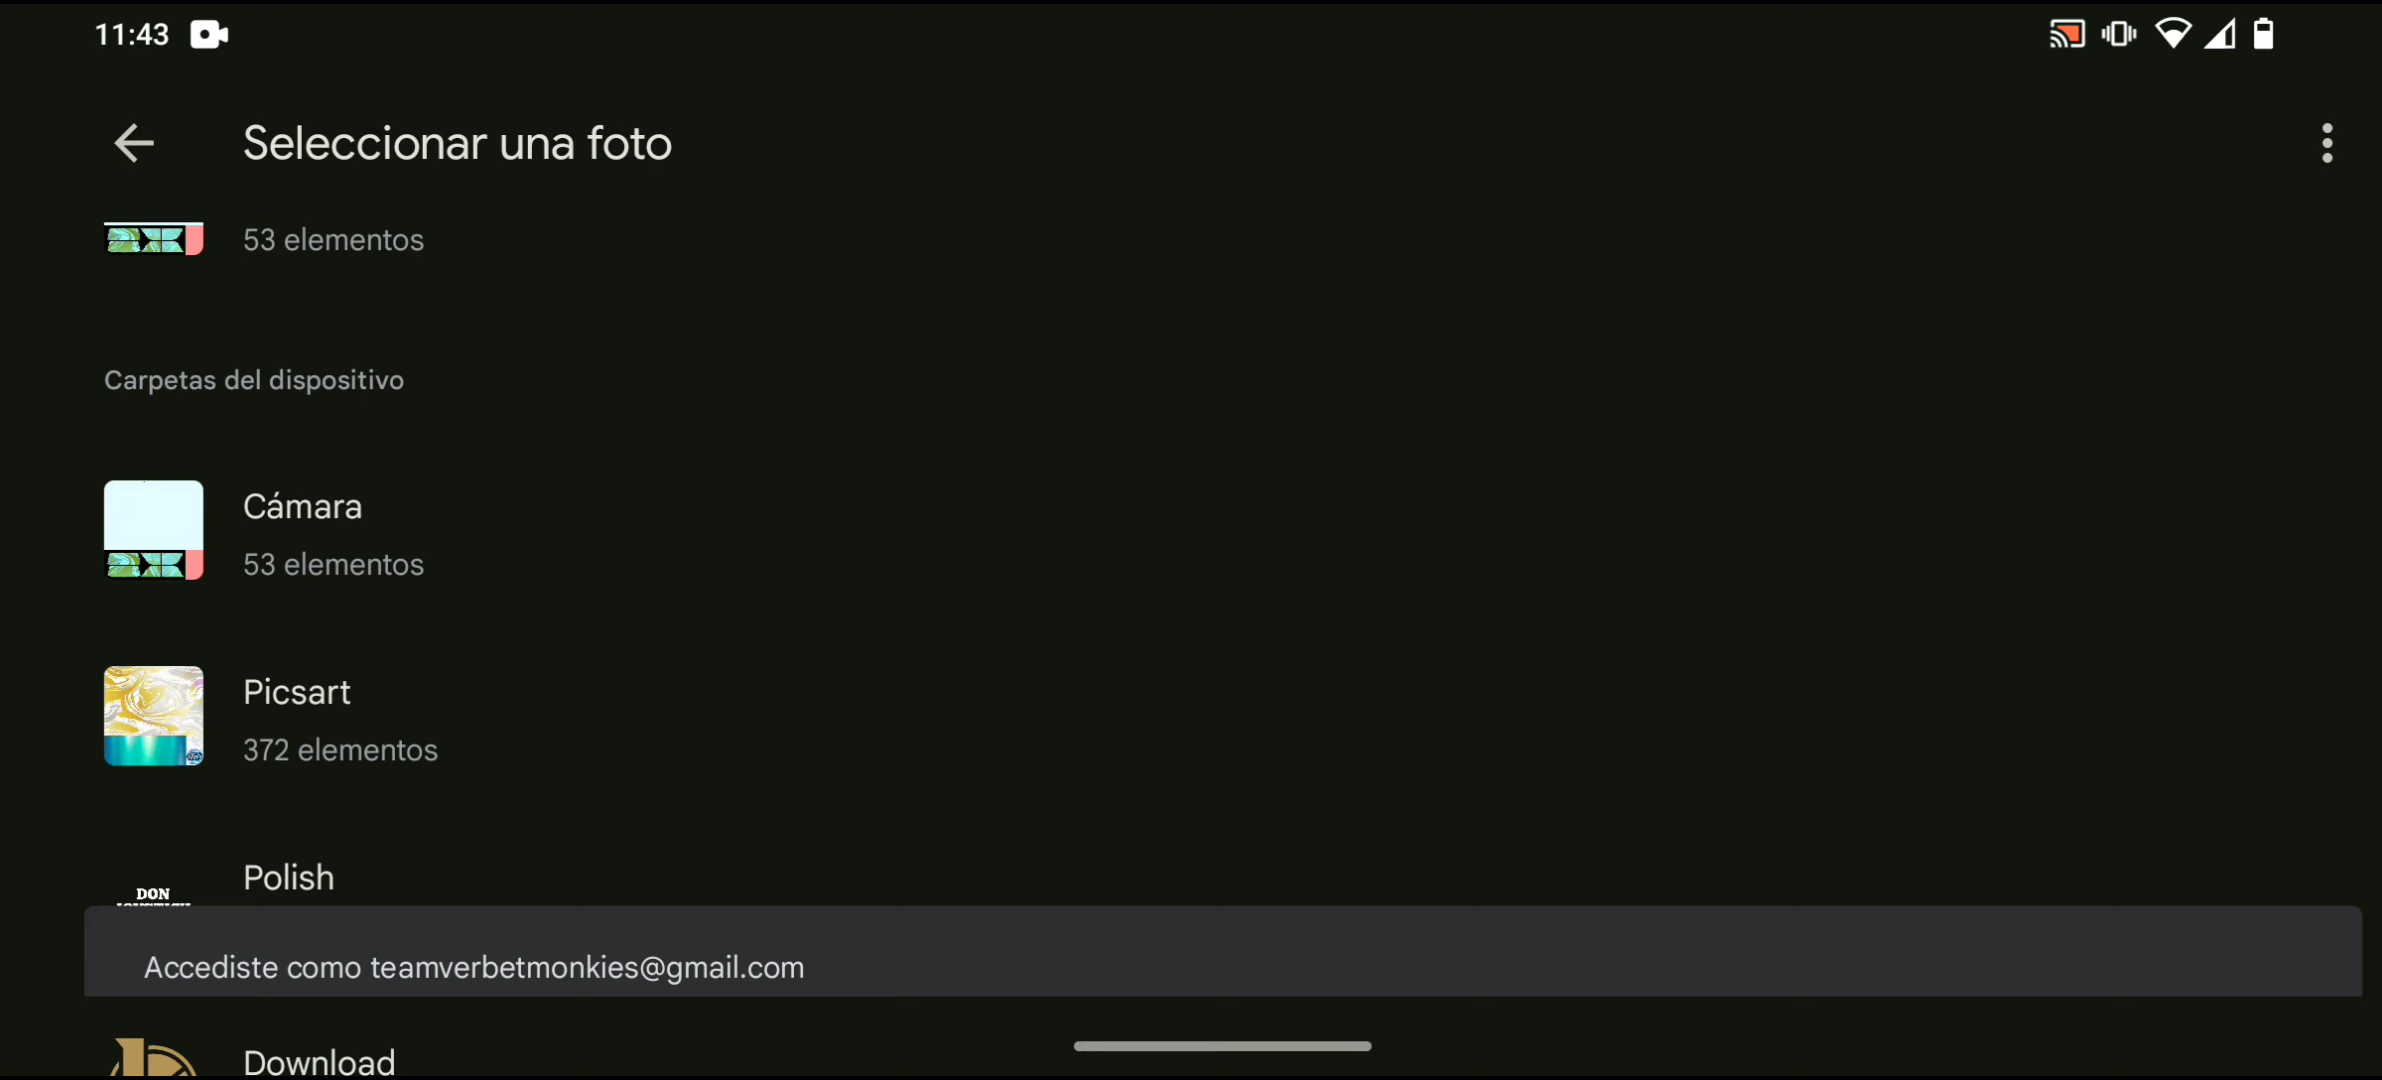 11:43
Seleccionar una foto
53 elementos
Carpetas del dispositivo
Cámara
53 elementos
Picsart
372 elementos
Polish
DON
Accediste como teamverbetmonkies@gmail.com
Download